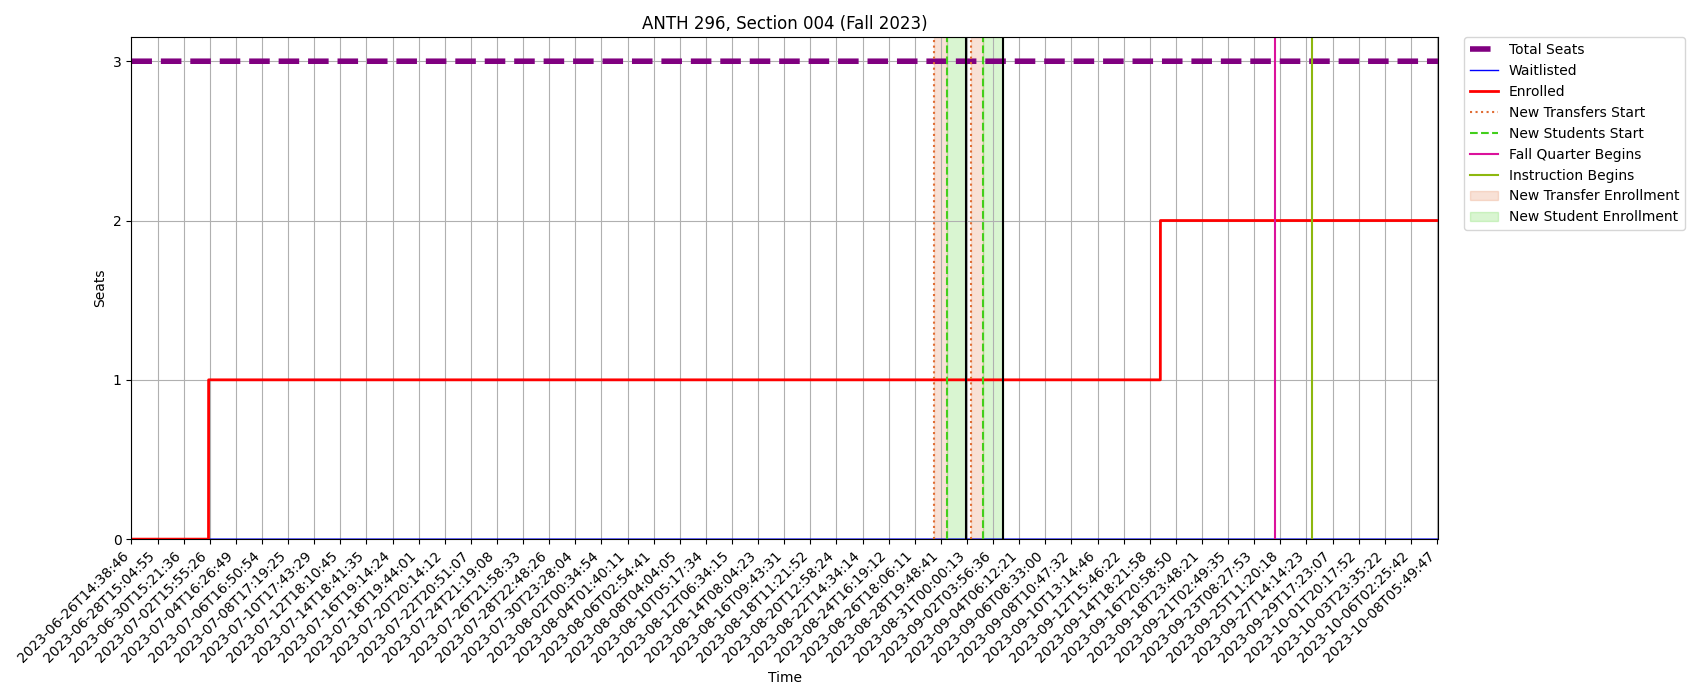 ANTH 296, Section 004 (Fall 2023)
3
2
1
0
Seats
2023-06-26T14:38:46
2023-06-28T15:04:55
2023-06-30T15:21:36
2023-07-02T15:55:26
2023-07-04T16:26:49
2023-07-06T16:50:54
2023-07-08T17:19:25
2023-07-10T17:43:29
2023-07-12T18:10:45
2023-07-14T18:41:35
2023-07-16T19:14:24
2023-07-18T19:44:01
2023-07-20T20:14:12
2023-07-22T20:51:07
2023-07-24T21:19:08
2023-07-26T21:58:33
2023-07-28T22:48:26
2023-07-30T23:28:04
2023-08-02T00:34:54
2023-08-04T01:40:11
2023-08-06T02:54:41
2023-08-08T04:04:05
2023-08-10T05:17:34
2023-08-12T06:34:15
2023-08-14T08:04:23
2023-08-16T09:43:31
2023-08-18T11:21:52
2023-08-20T12:58:24
2023-08-22T14:34:14
2023-08-24T16:19:12
2023-08-26T18:06:11
2023-08-28T19:48:41
2023-08-31T00:00:13
2023-09-02T03:56:36
2023-09-04T06:12:21
2023-09-06T08:33:00
2023-09-08T10:47:32
2023-09-10T13:14:46
2023-09-12T15:46:22
2023-09-14T18:21:58
2023-09-16T20:58:50
2023-09-18T23:48:21
2023-09-21T02:49:35
2023-09-23T08:27:53
2023-09-25T11:20:18
2023-09-27T14:14:23
2023-09-29T17:23:07
2023-10-01T20:17:52
2023-10-03T23:35:22
2023-10-06T02:25:42
2023-10-08T05:49:47
Time
Total Seats
Waitlisted
Enrolled
New Transfers Start
New Students Start
Fall Quarter Begins
Instruction Begins
New Transfer Enrollment
New Student Enrollment